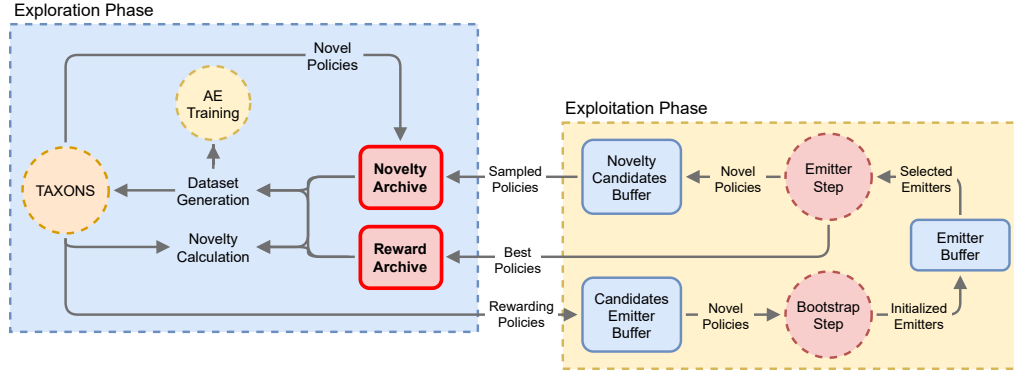 Exploration Phase
Novel
Policies
AE
Training
TAXONS
Dataset
Generation
Novelty
Calculation
Novelty
Archive
Reward
Archive
Exploitation Phase
Sampled
Policies
Novelty
Candidates
Buffer
Novel
Policies
Emitter
Step
Selected
Emitters
Emitter
Buffer
Best
Policies
Rewarding
Policies
Candidates
Emitter
Buffer
Novel
Policies
Bootstrap
Step
Initialized
Emitters